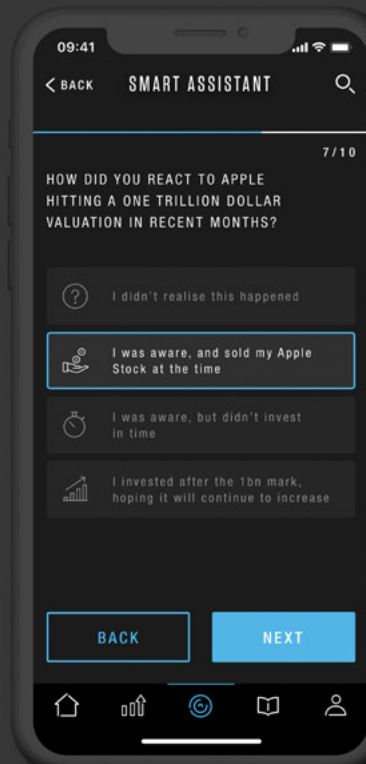 09:41
BACK
SMART ASSISTANT
7/10
HOW DID YOU REACT TO APPLE
HITTING A ONE TRILLION DOLLAR
VALUATION IN RECENT MONTHS?
?
I didn't realise this happened
I was aware, and sold my Apple
Stock at the time
I was aware, but didn't invest
in time
I invested after the 1bn mark,
hoping it will continue to increase
BACK
NEXT